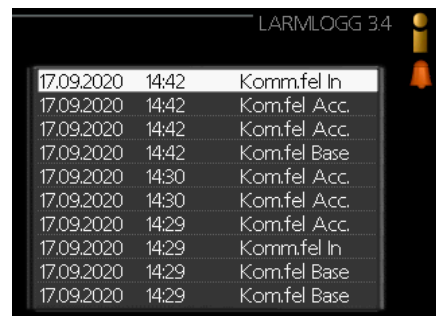 LARMLOGG 3.4
17.09.2020 14:42 Komm.fel In
17.09.2020 14:42 Kom.fel Acc.
17.09.2020 14:42 Kom.fel Acc.
17.09.2020 14:42 Kom.fel Base
17.09.2020 14:30 Kom.fel Acc.
17.09.2020 14:30 Kom.fel Acc.
17.09.2020 14:29 Kom.fel Acc.
17.09.2020 14:29 Komm.fel In
17.09.2020 14:29 Kom.fel Base
17.09.2020 14:29 Kom.fel Base